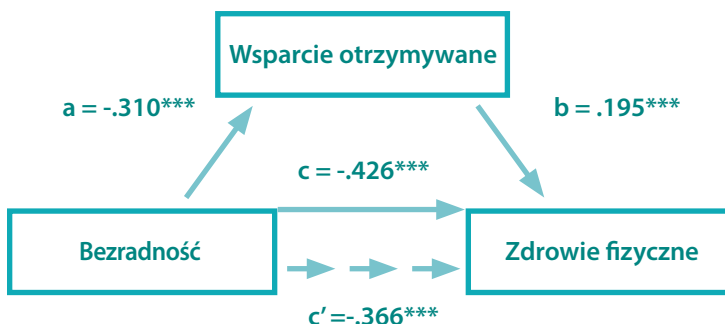 Wsparcie otrzymywane
a = -.310***
b = .195***
c = -.426***
Bezradność
Zdrowie fizyczne
c’ =-.366***